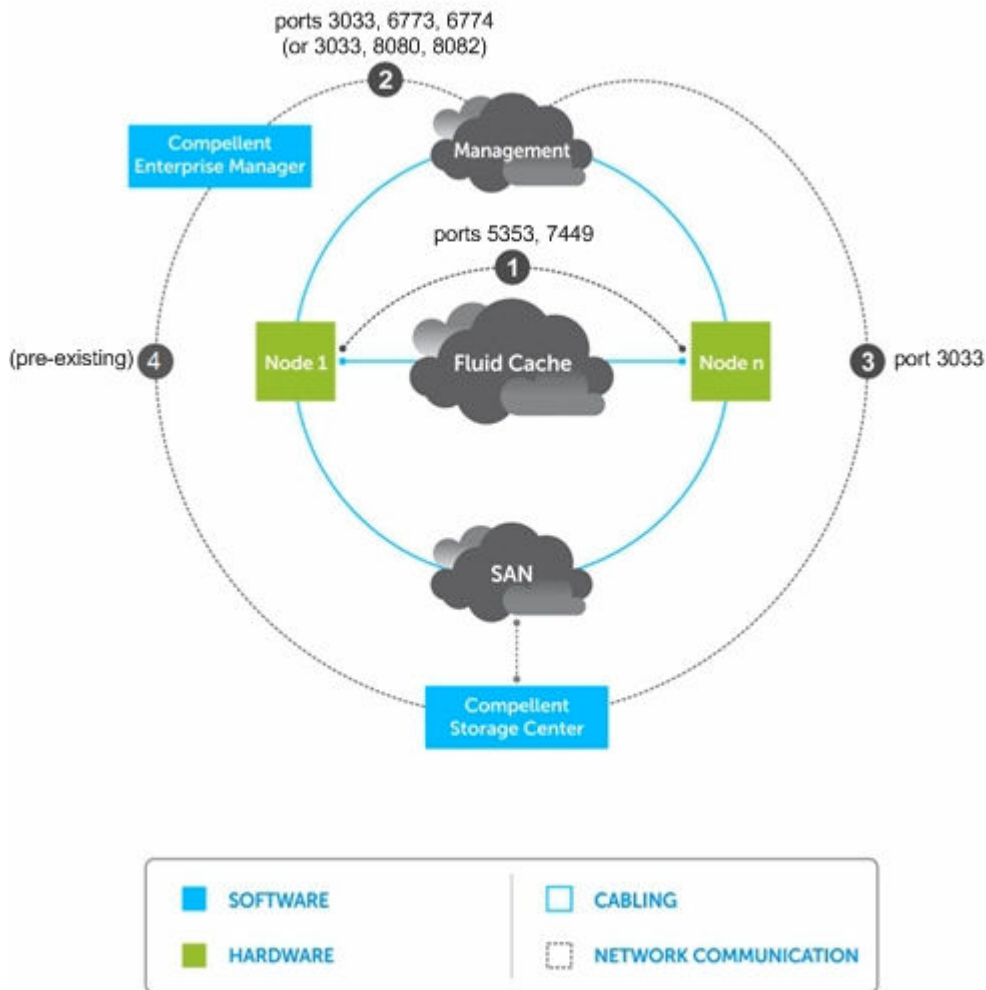 ports 3033, 6773, 6774
(or 3033, 8080, 8082)
2
Compellent
Enterprise Manager
Management
ports 5353, 7449
1
(pre-existing)
4
Node 1
Fluid Cache
Node n
3
port 3033
SAN
Compellent
Storage Center
SOFTWARE
CABLING
HARDWARE
NETWORK COMMUNICATION